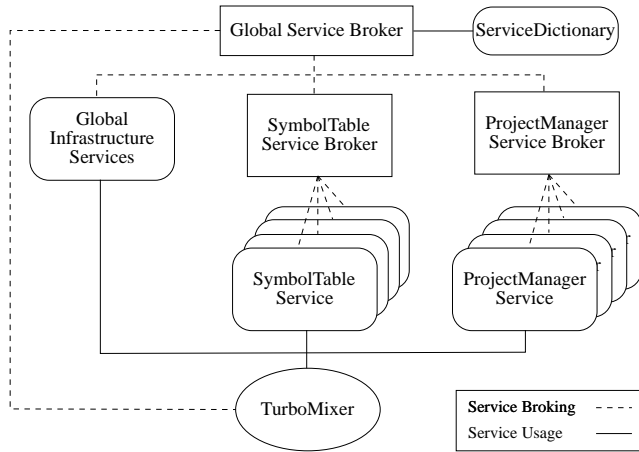 Global Service Broker
ServiceDictionary
Global
Infrastructure
Services
SymbolTable
Service Broker
ProjectManager
Service Broker
SymbolTable
Service
ProjectManager
Service
TurboMixer
Service Broking
Service Usage